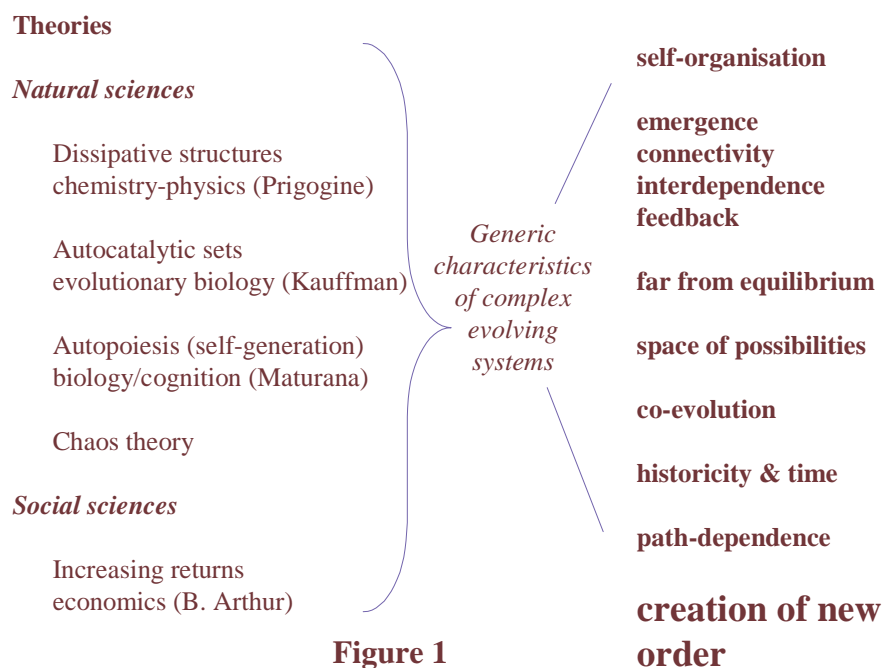 Theories
Natural sciences
Dissipative structures
chemistry-physics (Prigogine)
Autocatalytic sets
evolutionary biology (Kauffman)
Autopoiesis (self-generation)
biology/cognition (Maturana)
Chaos theory
Social sciences
Increasing returns
economics (B. Arthur)
Generic
characteristics
of complex
evolving
systems
self-organisation
emergence
connectivity
interdependence
feedback
far from equilibrium
space of possibilities
co-evolution
historicity & time
path-dependence
creation of new
order
Figure 1